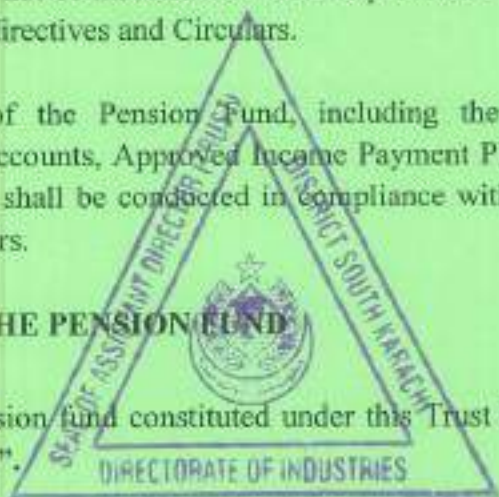 irectives and Circulars.
of the Pension Fund, including the
ccounts, Approved Income Payment P
shall be conducted in compliance wit
rs.
HE PENSION FUND
sion fund constituted under this Trust
”.
SEAL OF ASSISTANT DIRECTOR
DISTRICT SOUTH KARACHI
DIRECTORATE OF INDUSTRIES